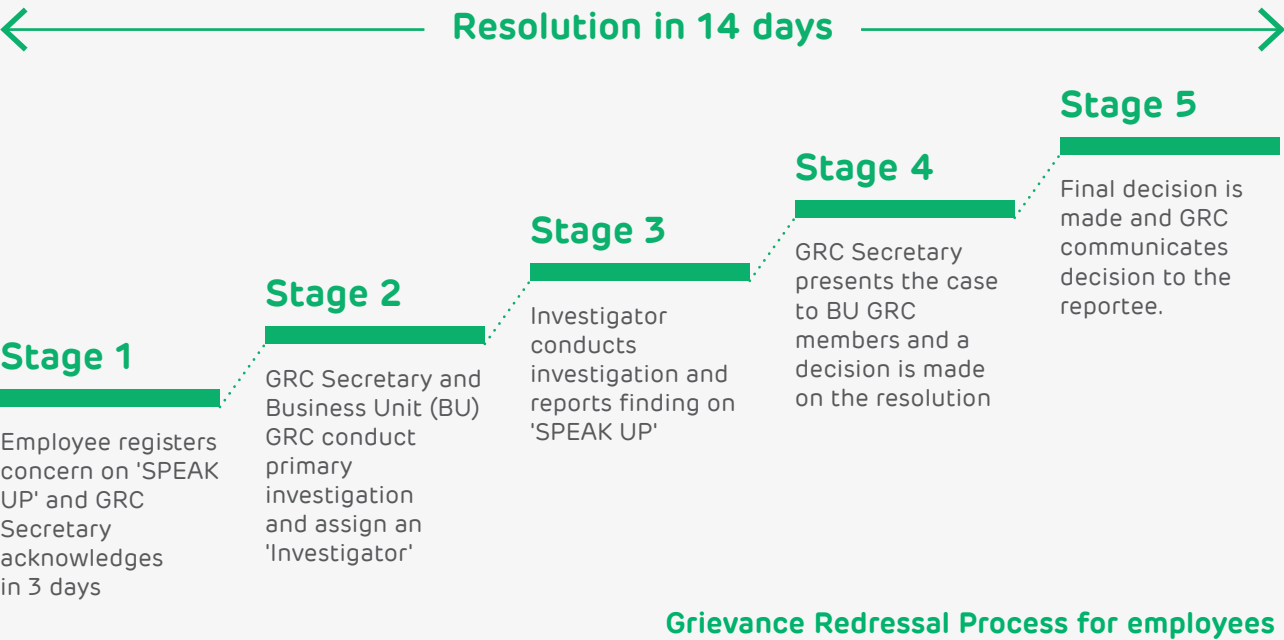 Resolution in 14 days
Stage 1
Employee registers
concern on 'SPEAK
UP' and GRC
Secretary
acknowledges
in 3 days
Stage 2
GRC Secretary and
Business Unit (BU)
GRC conduct
primary
investigation
and assign an
'Investigator'
Stage 3
Investigator
conducts
investigation and
reports finding on
'SPEAK UP'
Stage 4
GRC Secretary
presents the case
to BU GRC
members and a
decision is made
on the resolution
Stage 5
Final decision is
made and GRC
communicates
decision to the
reportee.
Grievance Redressal Process for employees